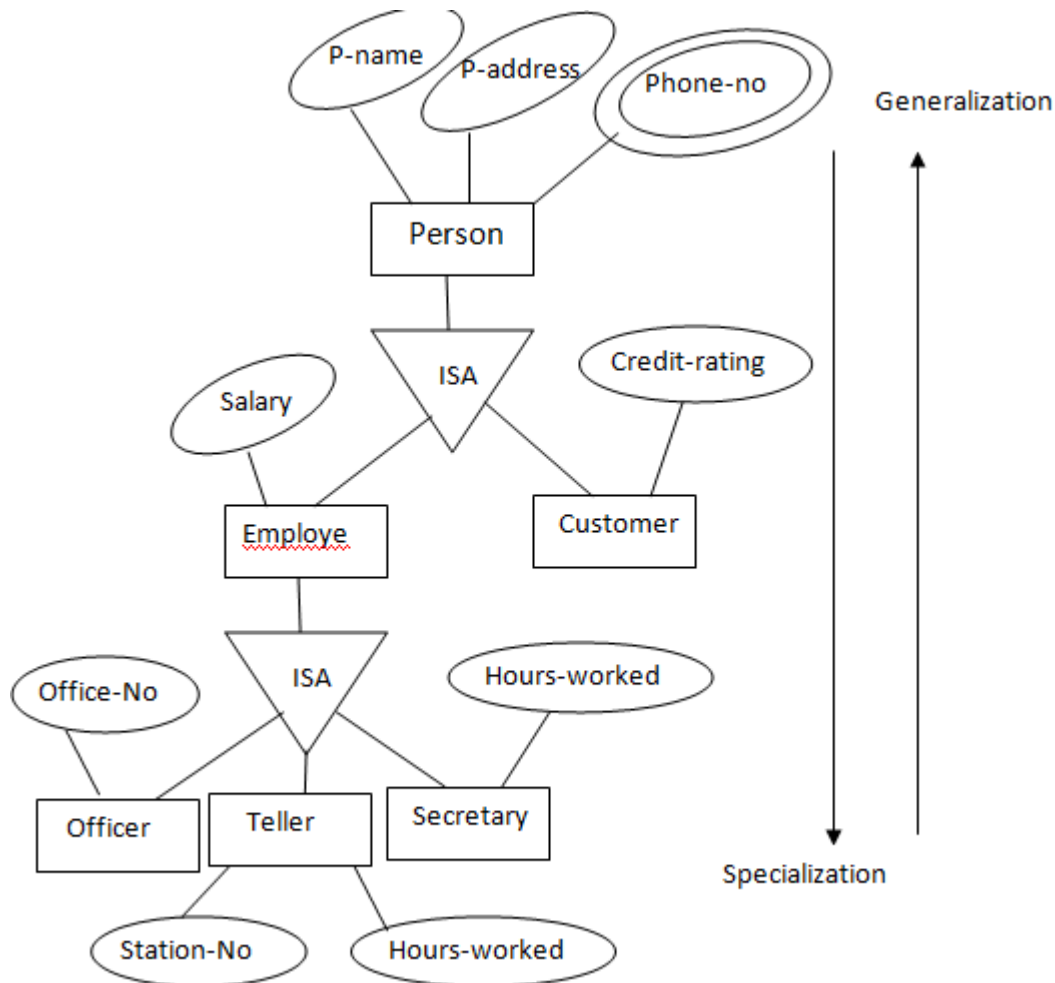 P-name
P-address
Phone-no
Generalization
Person
ISA
Credit-rating
Salary
Employe
Customer
ISA
Hours-worked
Office-No
Officer
Teller
Secretary
Specialization
Station-No
Hours-worked